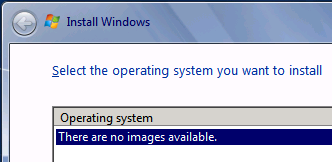 Install Windows
Select the operating system you want to install
Operating system
There are no images available.